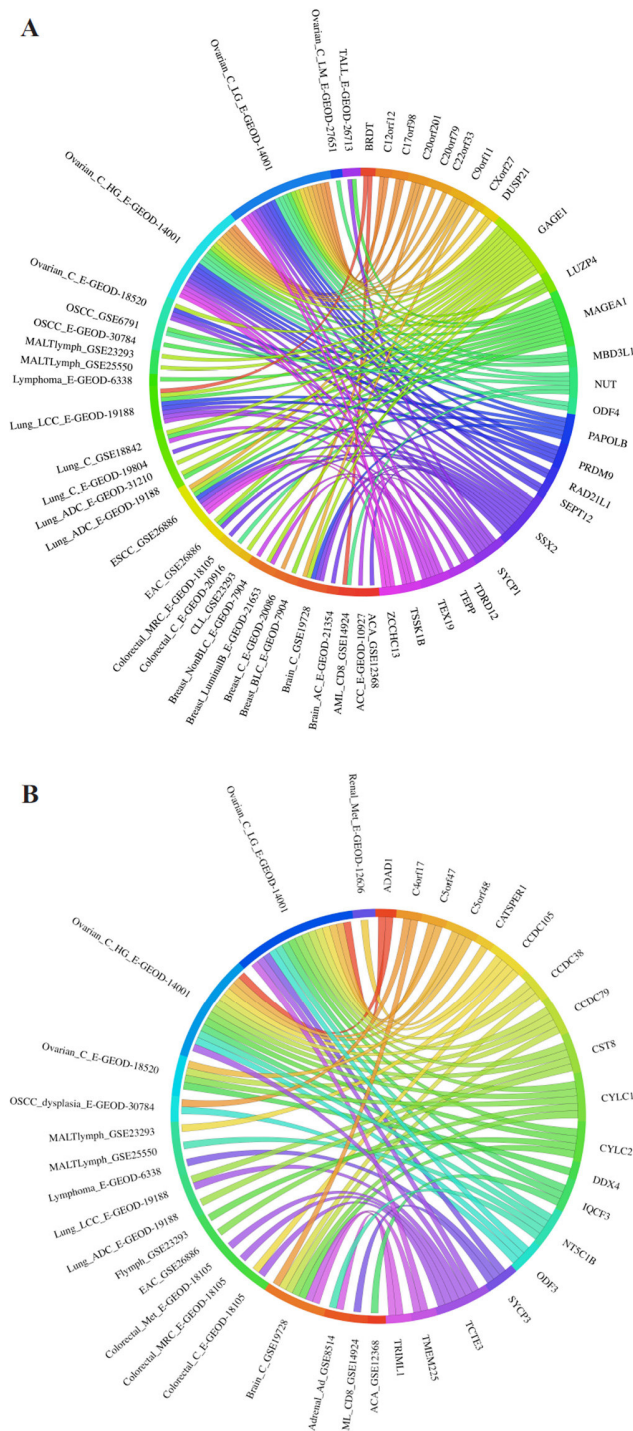 A
Ovarian_C_LG_E-GEOD-14001
Ovarian_C_LM_E-GEOD-27651
TALL_E-GEOD-26713
BRDT
C12orf12
C17orf98
C20orf201
C20orf79
C22orf33
C9orf11
CXorf27
DUSP21
GAGE1
LUZP4
MAGEA1
MBD3L1
NUT
ODF4
PAPOLB
PRDM9
RAD21L1
SEPT12
SSX2
SYCP1
TDRD12
TEPP
TEX19
TSSK1B
ZCCHC13
ACA_GSE12368
ACC_E-GEOD-10927
AML_CD8_GSE14924
Brain_AC_E-GEOD-21354
Brain_C_GSE19728
Breast_BLC_E-GEOD-7904
Breast_C_E-GEOD-20086
Breast_LuminalB_E-GEOD-21653
Breast_NonBLC_E-GEOD-7904
CLL_GSE23293
Colorectal_C_E-GEOD-20916
Colorectal_MRC_E-GEOD-18105
EAC_GSE26886
ESCC_GSE26886
Lung_ADC_E-GEOD-19188
Lung_ADC_E-GEOD-31210
Lung_C_E-GEOD-19804
Lung_C_GSE18842
Lung_LCC_E-GEOD-19188
Lymphoma_E-GEOD-6338
MALTLymph_GSE25550
MALTlymph_GSE23293
OSCC_E-GEOD-30784
OSCC_GSE6791
Ovarian_C_E-GEOD-18520
Ovarian_C_HG_E-GEOD-14001
B
Ovarian_C_LG_E-GEOD-14001
Renal_Met_E-GEOD-12606
ADAD1
C4orf17
C5orf47
C5orf48
CATSPER1
CCDC105
CCDC38
CCDC79
CST8
CYLC1
CYLC2
DDX4
IQCF3
NT5C1B
ODF3
SYCP3
TCTE3
TMEM225
TRIML1
ACA_GSE12368
ML_CD8_GSE14924
Adrenal_Ad_GSE8514
Brain_C_GSE19728
Colorectal_C_E-GEOD-18105
Colorectal_MRC_E-GEOD-18105
Colorectal_Met_E-GEOD-18105
EAC_GSE26886
Flymph_GSE23293
Lung_ADC_E-GEOD-19188
Lung_LCC_E-GEOD-19188
Lymphoma_E-GEOD-6338
MALTLymph_GSE25550
MALTlymph_GSE23293
OSCC_dysplasia_E-GEOD-30784
Ovarian_C_E-GEOD-18520
Ovarian_C_HG_E-GEOD-14001